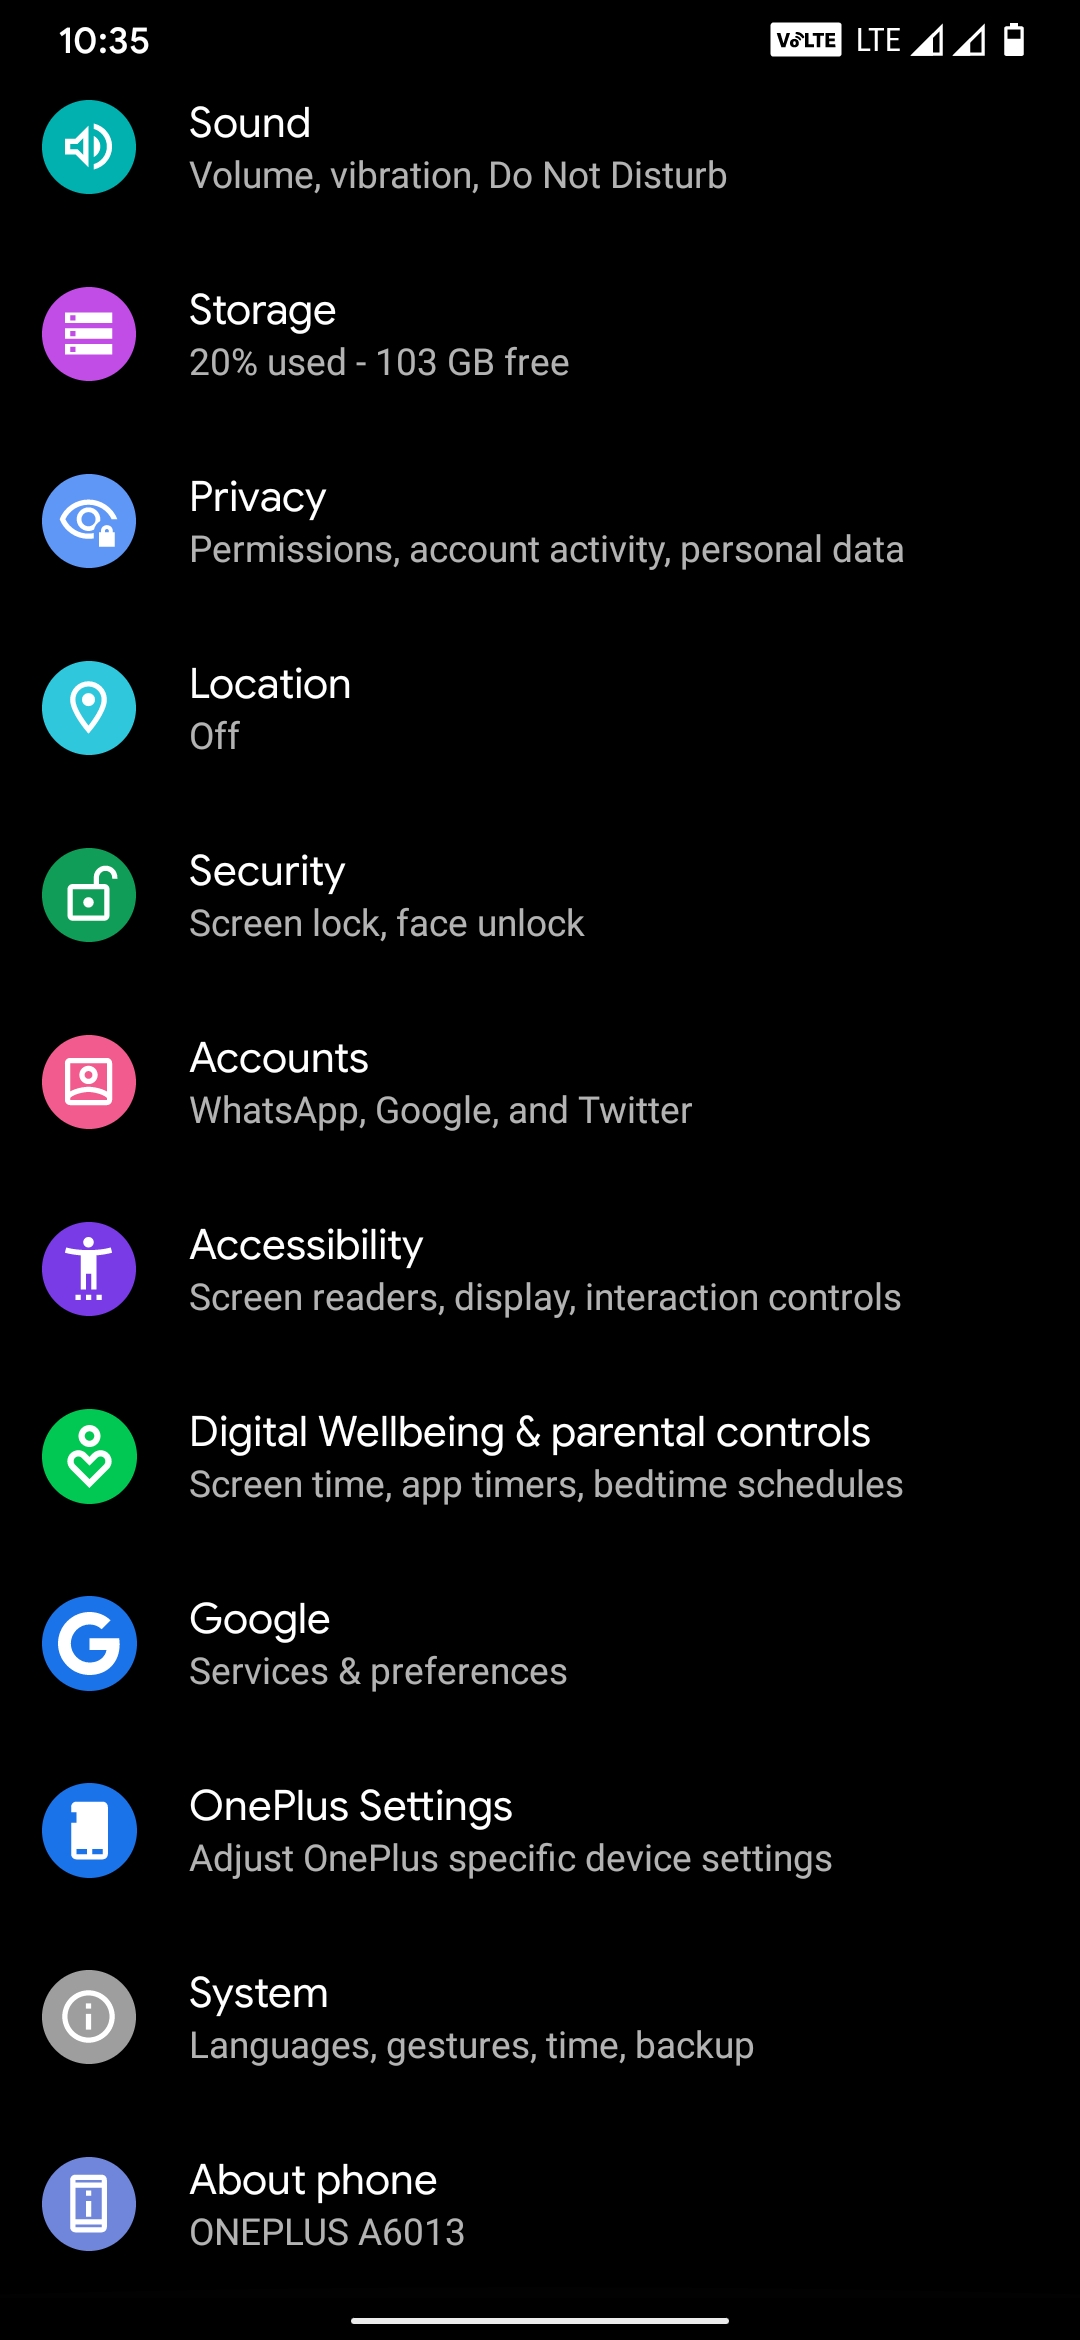 10:35 VoLTE LTE
Sound
Volume, vibration, Do Not Disturb
Storage
20% used - 103 GB free
Privacy
Permissions, account activity, personal data
Location
Off
Security
Screen lock, face unlock
Accounts
WhatsApp, Google, and Twitter
Accessibility
Screen readers, display, interaction controls
Digital Wellbeing & parental controls
Screen time, app timers, bedtime schedules
Google
Services & preferences
OnePlus Settings
Adjust OnePlus specific device settings
System
Languages, gestures, time, backup
About phone
ONEPLUS A6013